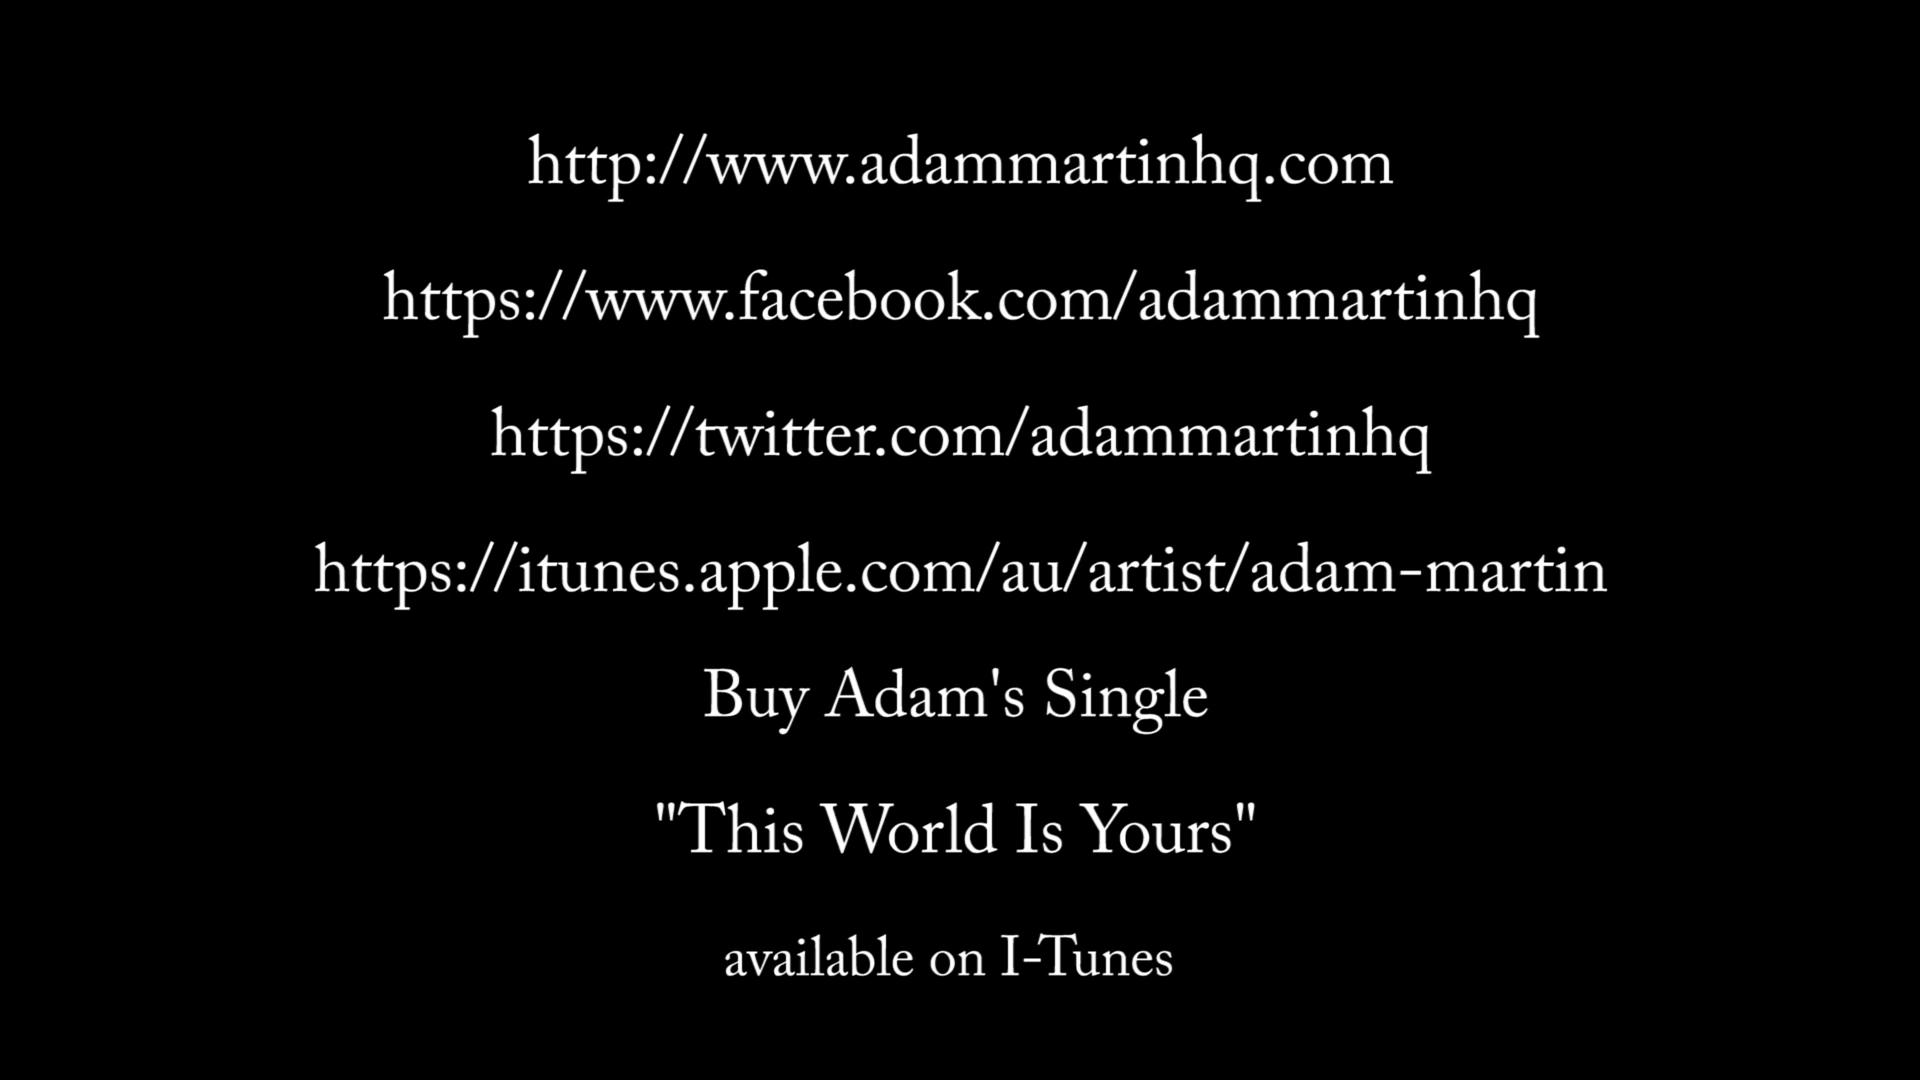 http://www.adammartinhq.com
https://www.facebook.com/adammartinhq
https://twitter.com/adammartinhq
https://itunes.apple.com/au/artist/adam-martin
Buy Adam's Single
"This World Is Yours"
available on I-Tunes